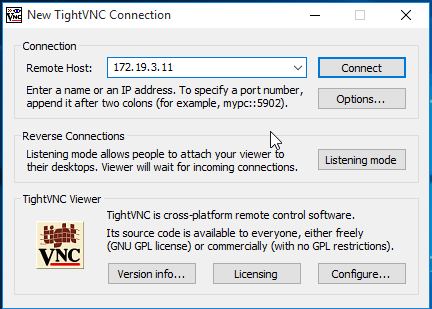 New TightVNC Connection
Connection
Remote Host: 172.19.3.11
Connect
Enter a name or an IP address. To specify a port number,
append it after two colons (for example, mypc::5902).
Options...
Reverse Connections
Listening mode allows people to attach your viewer to
their desktops. Viewer will wait for incoming connections.
Listening mode
TightVNC Viewer
tight
VNC
TightVNC is cross-platform remote control software.
Its source code is available to everyone, either freely
(GNU GPL license) or commercially (with no GPL restrictions).
Version info... Licensing Configure...